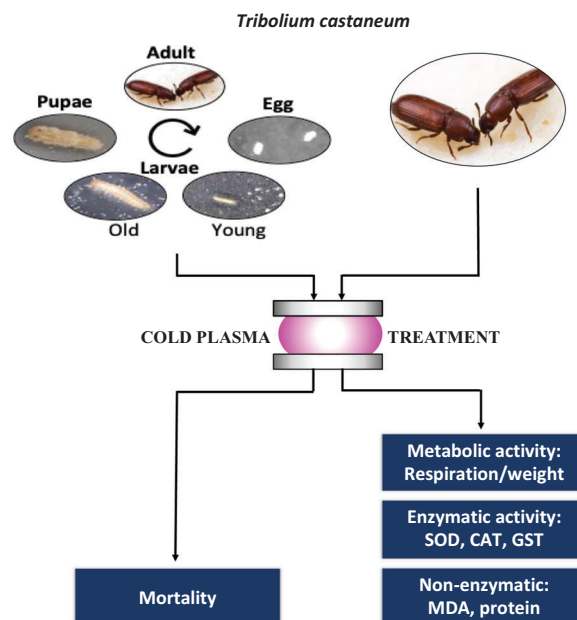 Tribolium castaneum
Adult
Pupae
Egg
Larvae
Old
Young
COLD PLASMA
TREATMENT
Metabolic activity:
Respiration/weight
Enzymatic activity:
SOD, CAT, GST
Mortality
Non-enzymatic:
MDA, protein